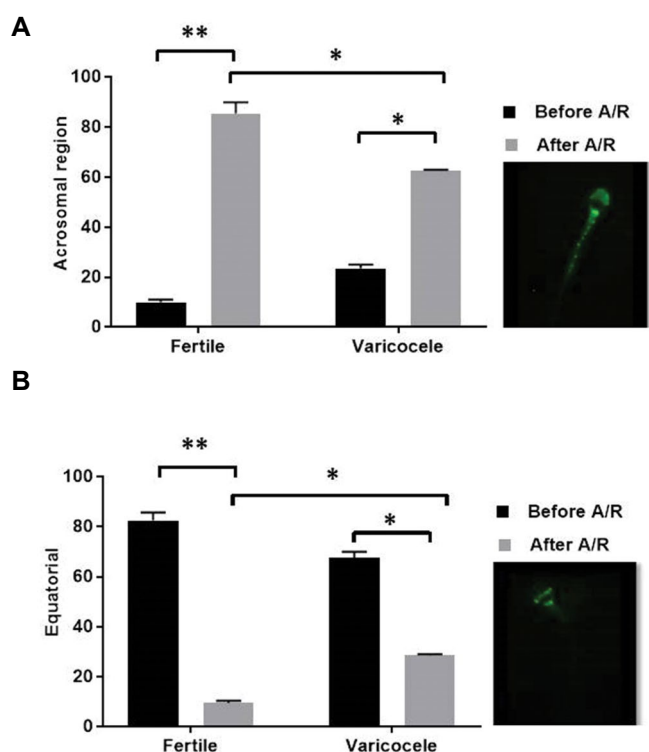 A
** *
100
80
60
40
20
0
Acrosomal region
*
Before A/R
After A/R
Fertile Varicocele
B
** *
100
80
60
40
20
0
Equatorial
*
Before A/R
After A/R
Fertile Varicocele